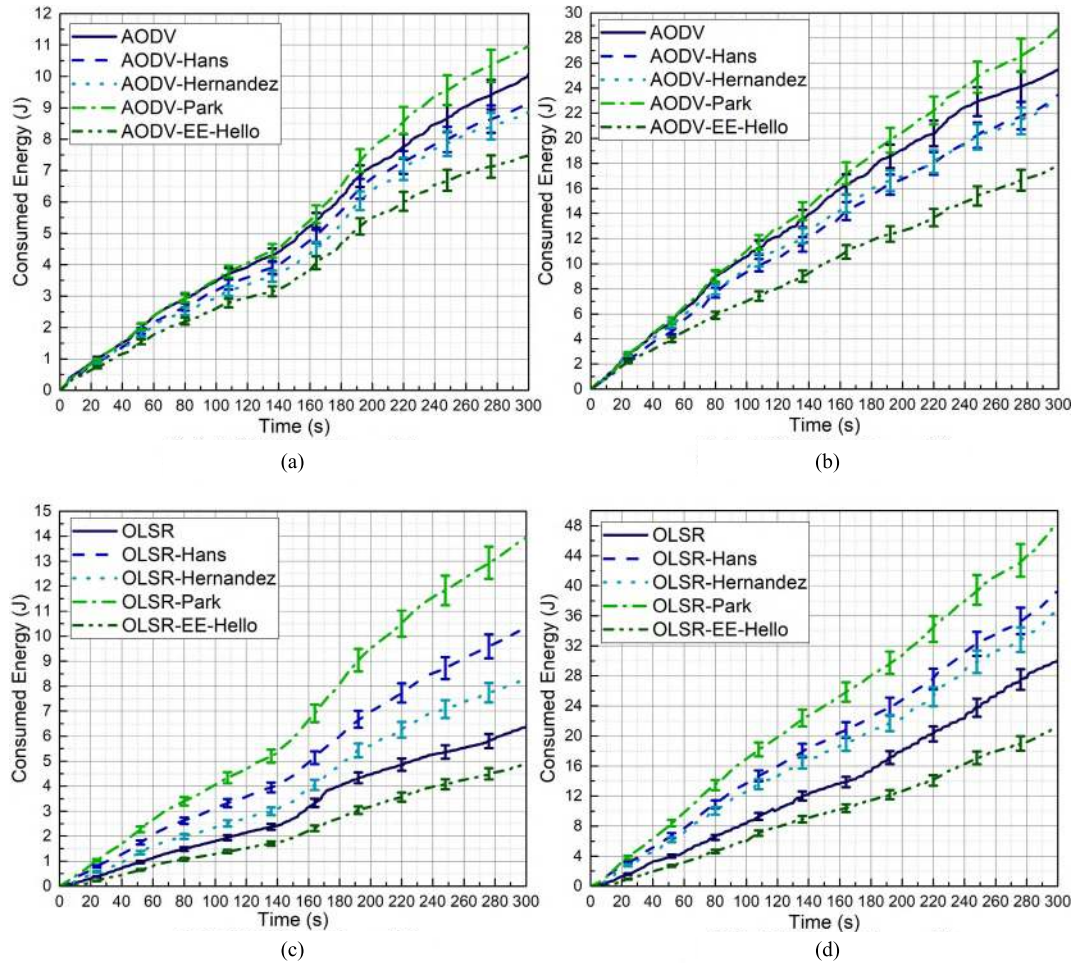 12
11
10
9
8
7
6
5
4
3
2
1
0
Consumed Energy (J)
AODV
AODV-Hans
AODV-Hernandez
AODV-Park
AODV-EE-Hello
0 20 40 60 80 100 120 140 160 180 200 220 240 260 280 300
Time (s)
(a)
30
28
26
24
22
20
18
16
14
12
10
8
6
4
2
0
Consumed Energy (J)
AODV
AODV-Hans
AODV-Hernandez
AODV-Park
AODV-EE-Hello
0 20 40 60 80 100 120 140 160 180 200 220 240 260 280 300
Time (s)
(b)
15
14
13
12
11
10
9
8
7
6
5
4
3
2
1
0
Consumed Energy (J)
OLSR
OLSR-Hans
OLSR-Hernandez
OLSR-Park
OLSR-EE-Hello
0 20 40 60 80 100 120 140 160 180 200 220 240 260 280 300
Time (s)
(c)
48
44
40
36
32
28
24
20
16
12
8
4
0
Consumed Energy (J)
OLSR
OLSR-Hans
OLSR-Hernandez
OLSR-Park
OLSR-EE-Hello
0 20 40 60 80 100 120 140 160 180 200 220 240 260 280 300
Time (s)
(d)